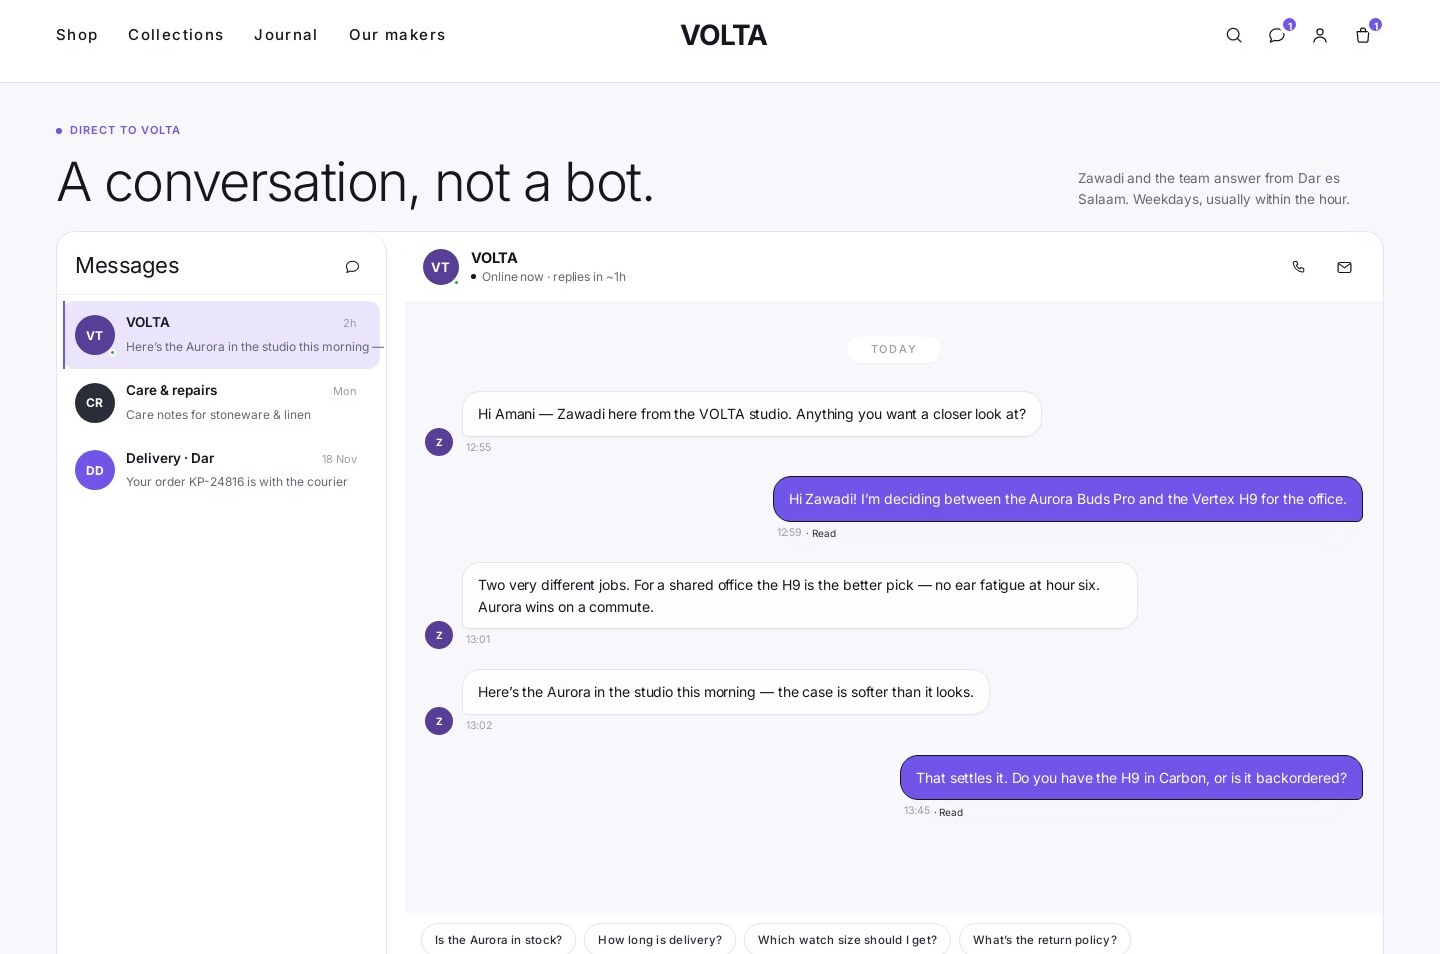 Shop Collections Journal Our makers VOLTA 1 1
DIRECT TO VOLTA
A conversation, not a bot.
Zawadi and the team answer from Dar es
Salaam. Weekdays, usually within the hour.
Messages
VT VOLTA 2h
Here’s the Aurora in the studio this morning —
CR Care & repairs Mon
Care notes for stoneware & linen
DD Delivery · Dar 18 Nov
Your order KP-24816 is with the courier
VT VOLTA
Online now · replies in ~1h
TODAY
Hi Amani — Zawadi here from the VOLTA studio. Anything you want a closer look at?
Z 12:55
Hi Zawadi! I’m deciding between the Aurora Buds Pro and the Vertex H9 for the office.
12:59 · Read
Two very different jobs. For a shared office the H9 is the better pick — no ear fatigue at hour six.
Aurora wins on a commute.
Z 13:01
Here’s the Aurora in the studio this morning — the case is softer than it looks.
Z 13:02
That settles it. Do you have the H9 in Carbon, or is it backordered?
13:45 · Read
Is the Aurora in stock? How long is delivery? Which watch size should I get? What’s the return policy?